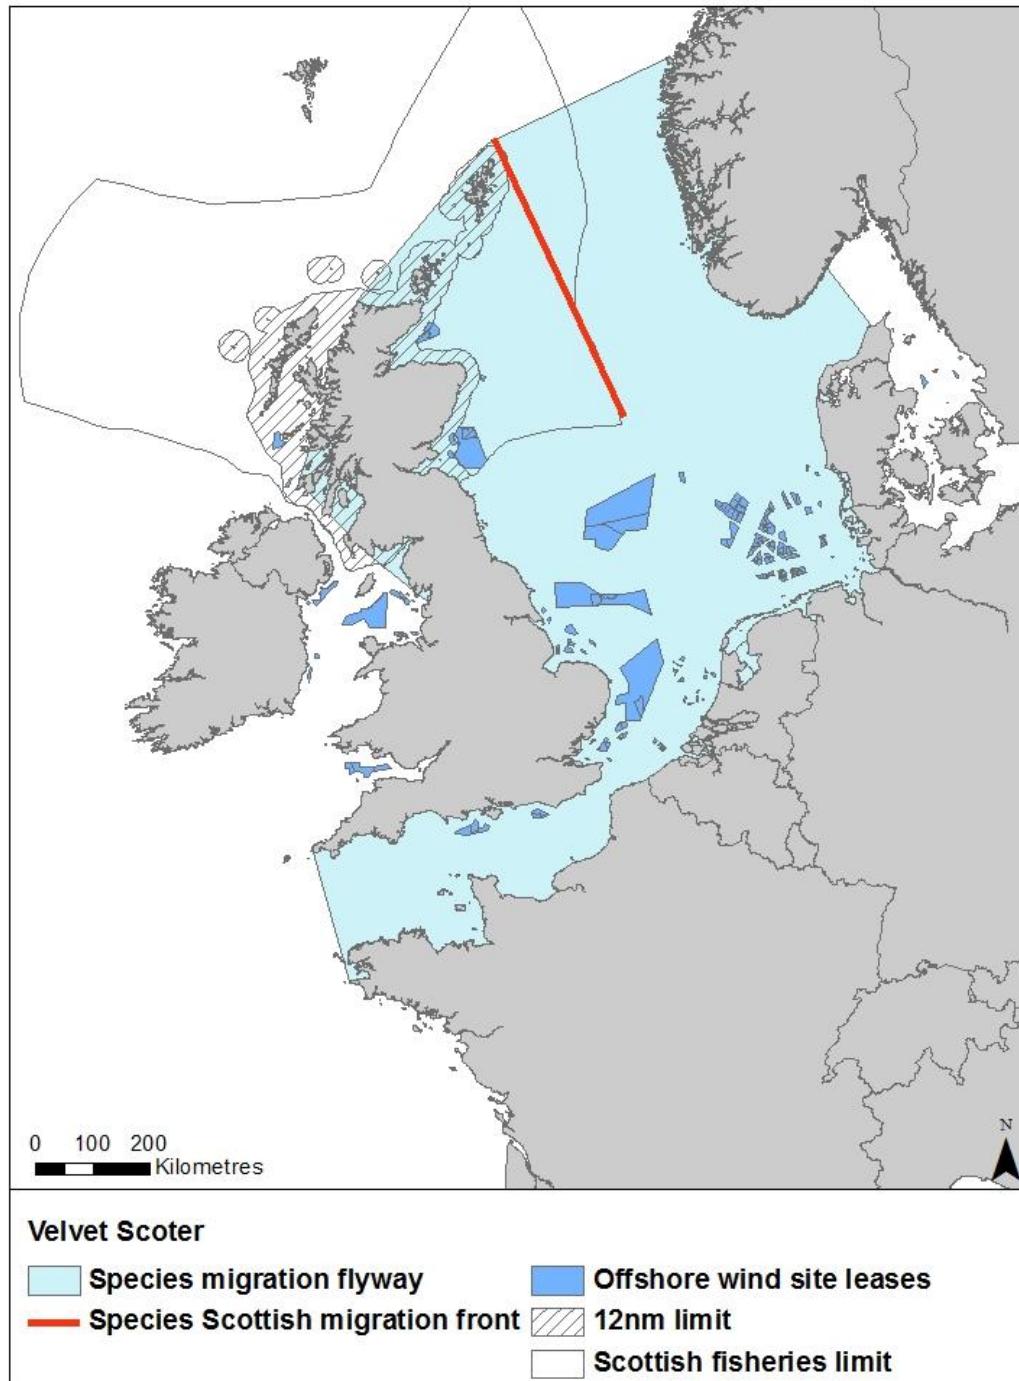 N
0 100 200
Kilometres
Velvet Scoter
Species migration flyway
Offshore wind site leases
Species Scottish migration front
12nm limit
Scottish fisheries limit